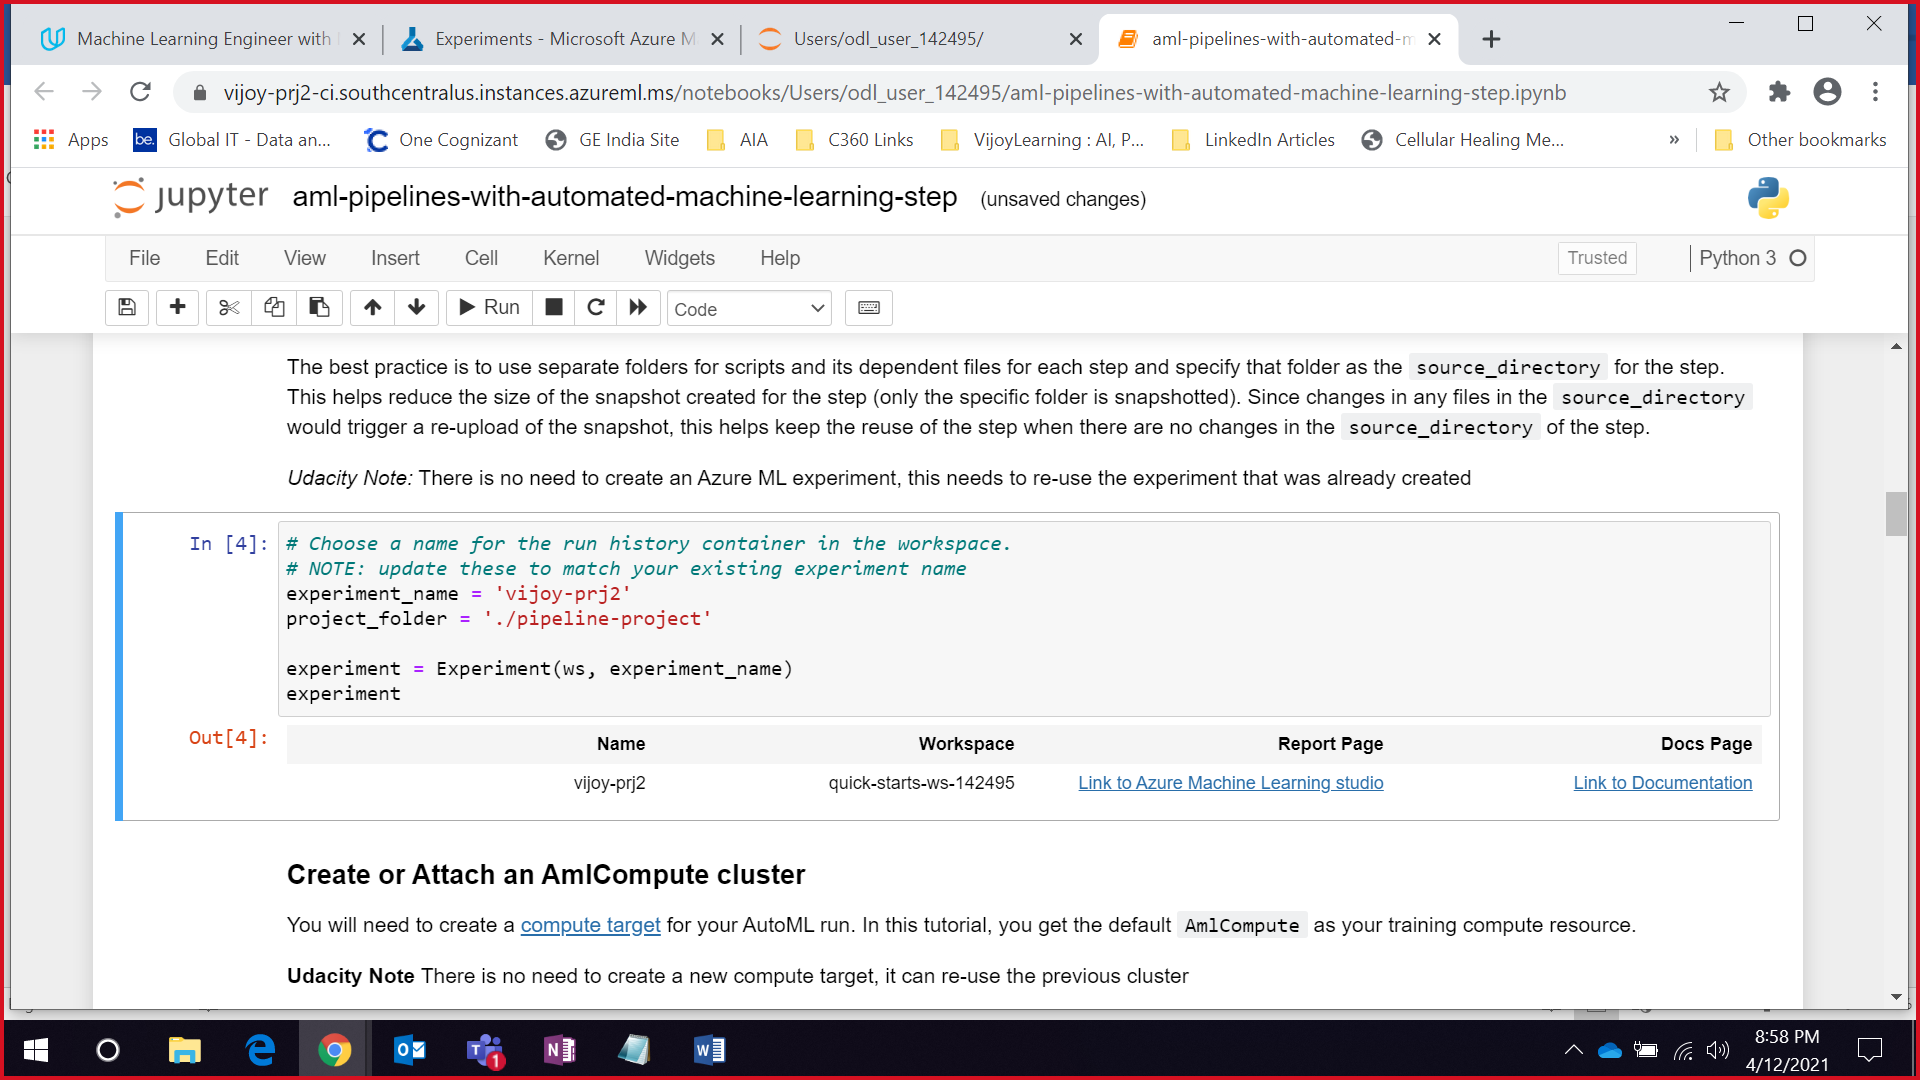 Machine Learning Engineer with
Experiments - Microsoft Azure M
Users/odl_user_142495/
aml-pipelines-with-automated-m
vijoy-prj2-ci.southcentralus.instances.azureml.ms/notebooks/Users/odl_user_142495/aml-pipelines-with-automated-machine-learning-step.ipynb
Apps
be. Global IT - Data an...
One Cognizant
GE India Site
AIA
C360 Links
VijoyLearning : AI, P...
LinkedIn Articles
Cellular Healing Me...
»
Other bookmarks
jupyter aml-pipelines-with-automated-machine-learning-step (unsaved changes)
File Edit View Insert Cell Kernel Widgets Help Trusted Python 3
Run Code
The best practice is to use separate folders for scripts and its dependent files for each step and specify that folder as the source_directory for the step.
This helps reduce the size of the snapshot created for the step (only the specific folder is snapshotted). Since changes in any files in the source_directory
would trigger a re-upload of the snapshot, this helps keep the reuse of the step when there are no changes in the source_directory of the step.
Udacity Note: There is no need to create an Azure ML experiment, this needs to re-use the experiment that was already created
In [4]:
# Choose a name for the run history container in the workspace.
# NOTE: update these to match your existing experiment name
experiment_name = 'vijoy-prj2'
project_folder = './pipeline-project'
experiment = Experiment(ws, experiment_name)
experiment
Out[4]:
Name Workspace Report Page Docs Page
vijoy-prj2 quick-starts-ws-142495 Link to Azure Machine Learning studio Link to Documentation
Create or Attach an AmlCompute cluster
You will need to create a compute target for your AutoML run. In this tutorial, you get the default AmlCompute as your training compute resource.
Udacity Note There is no need to create a new compute target, it can re-use the previous cluster
1
8:58 PM
4/12/2021